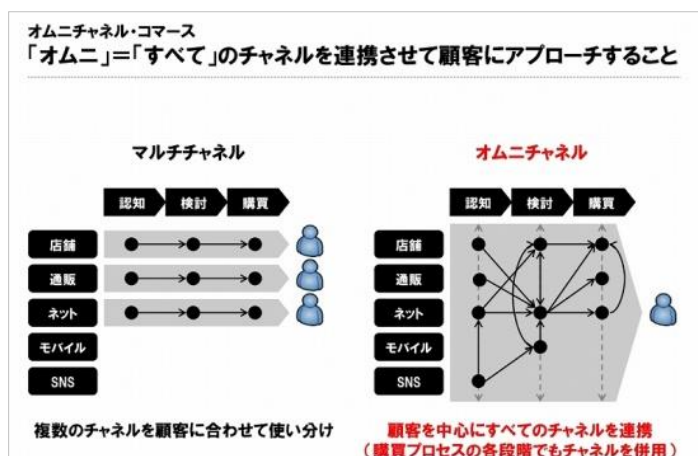 オムニチャネル・コマース
「オムニ」=「すべて」のチャネルを連携させて顧客にアプローチすること
マルチチャネル
認知 検討 購買
店舗
通販
ネット
モバイル
SNS
複数のチャネルを顧客に合わせて使い分け
オムニチャネル
認知 検討 購買
店舗
通販
ネット
モバイル
SNS
顧客を中心にすべてのチャネルを連携
(購買プロセスの各段階でもチャネルを併用)